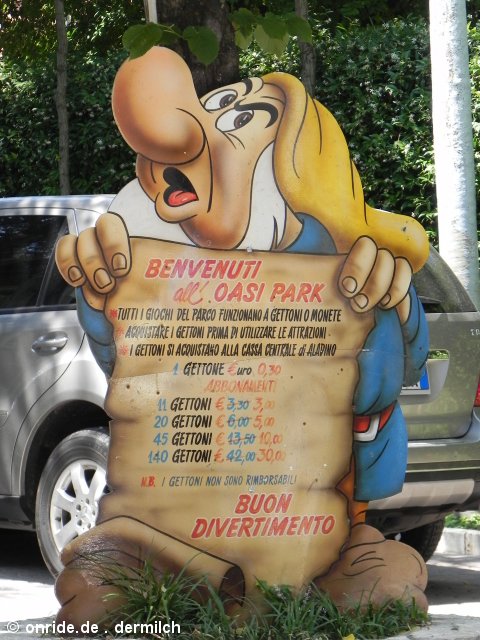 BENVENUTI
all'. OASI PARK
*TUTTI I GIOCHI DEL PARCO FUNZIONANO A GETTONI O MONETE
*ACQUISTARE I GETTONI PRIMA DI UTILIZZARE LE ATTRAZIONI.
*I GETTONI SI ACQUISTANO ALLA CASSA CENTRALE di ALADINO
1 GETTONE €uro 0,30
ABBONAMENTI
11 GETTONI € 3,30 3,00
20 GETTONI € 6,00 5,00
45 GETTONI € 13,50 10,00
140 GETTONI € 42,00 30,00
N.B. I GETTONI NON SONO RIMBORSABILI
BUON
DIVERTIMENTO
© onride.de . dermilch